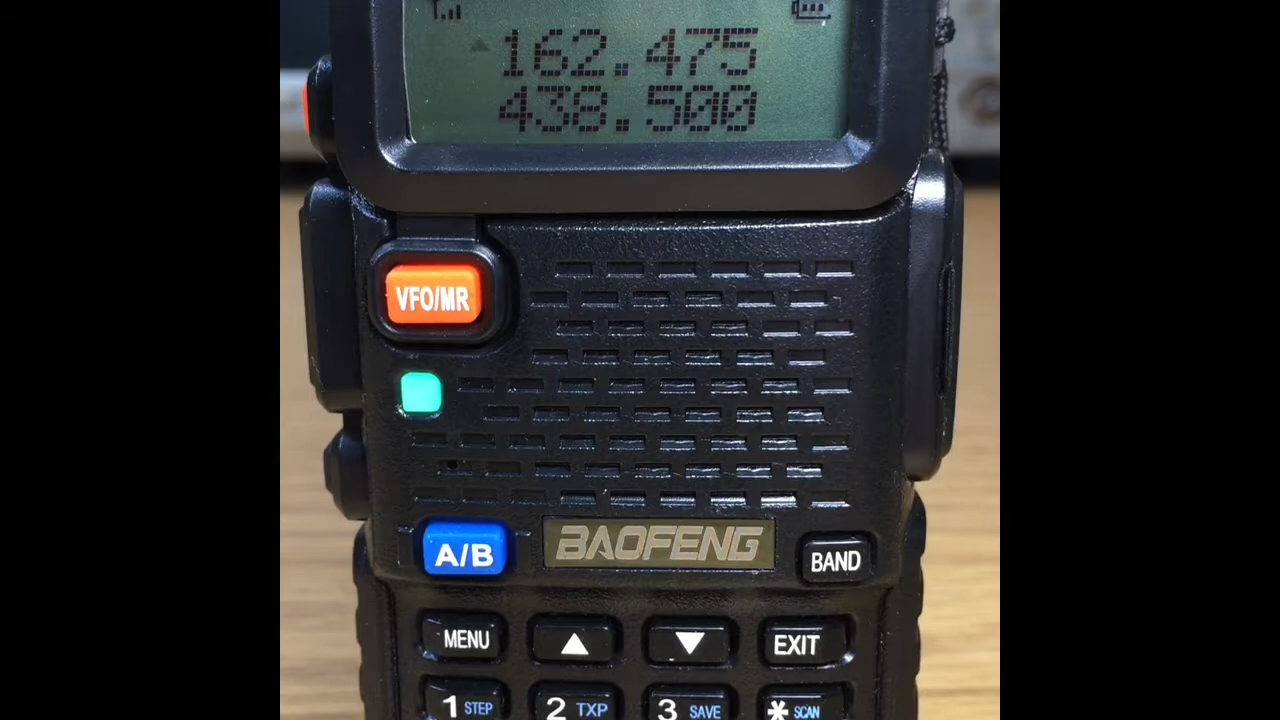 162.475
438.500
VFO/MR
A/B
BAOFENG
BAND
MENU
EXIT
1 STEP
2 TXP
3 SAVE
* SCAN